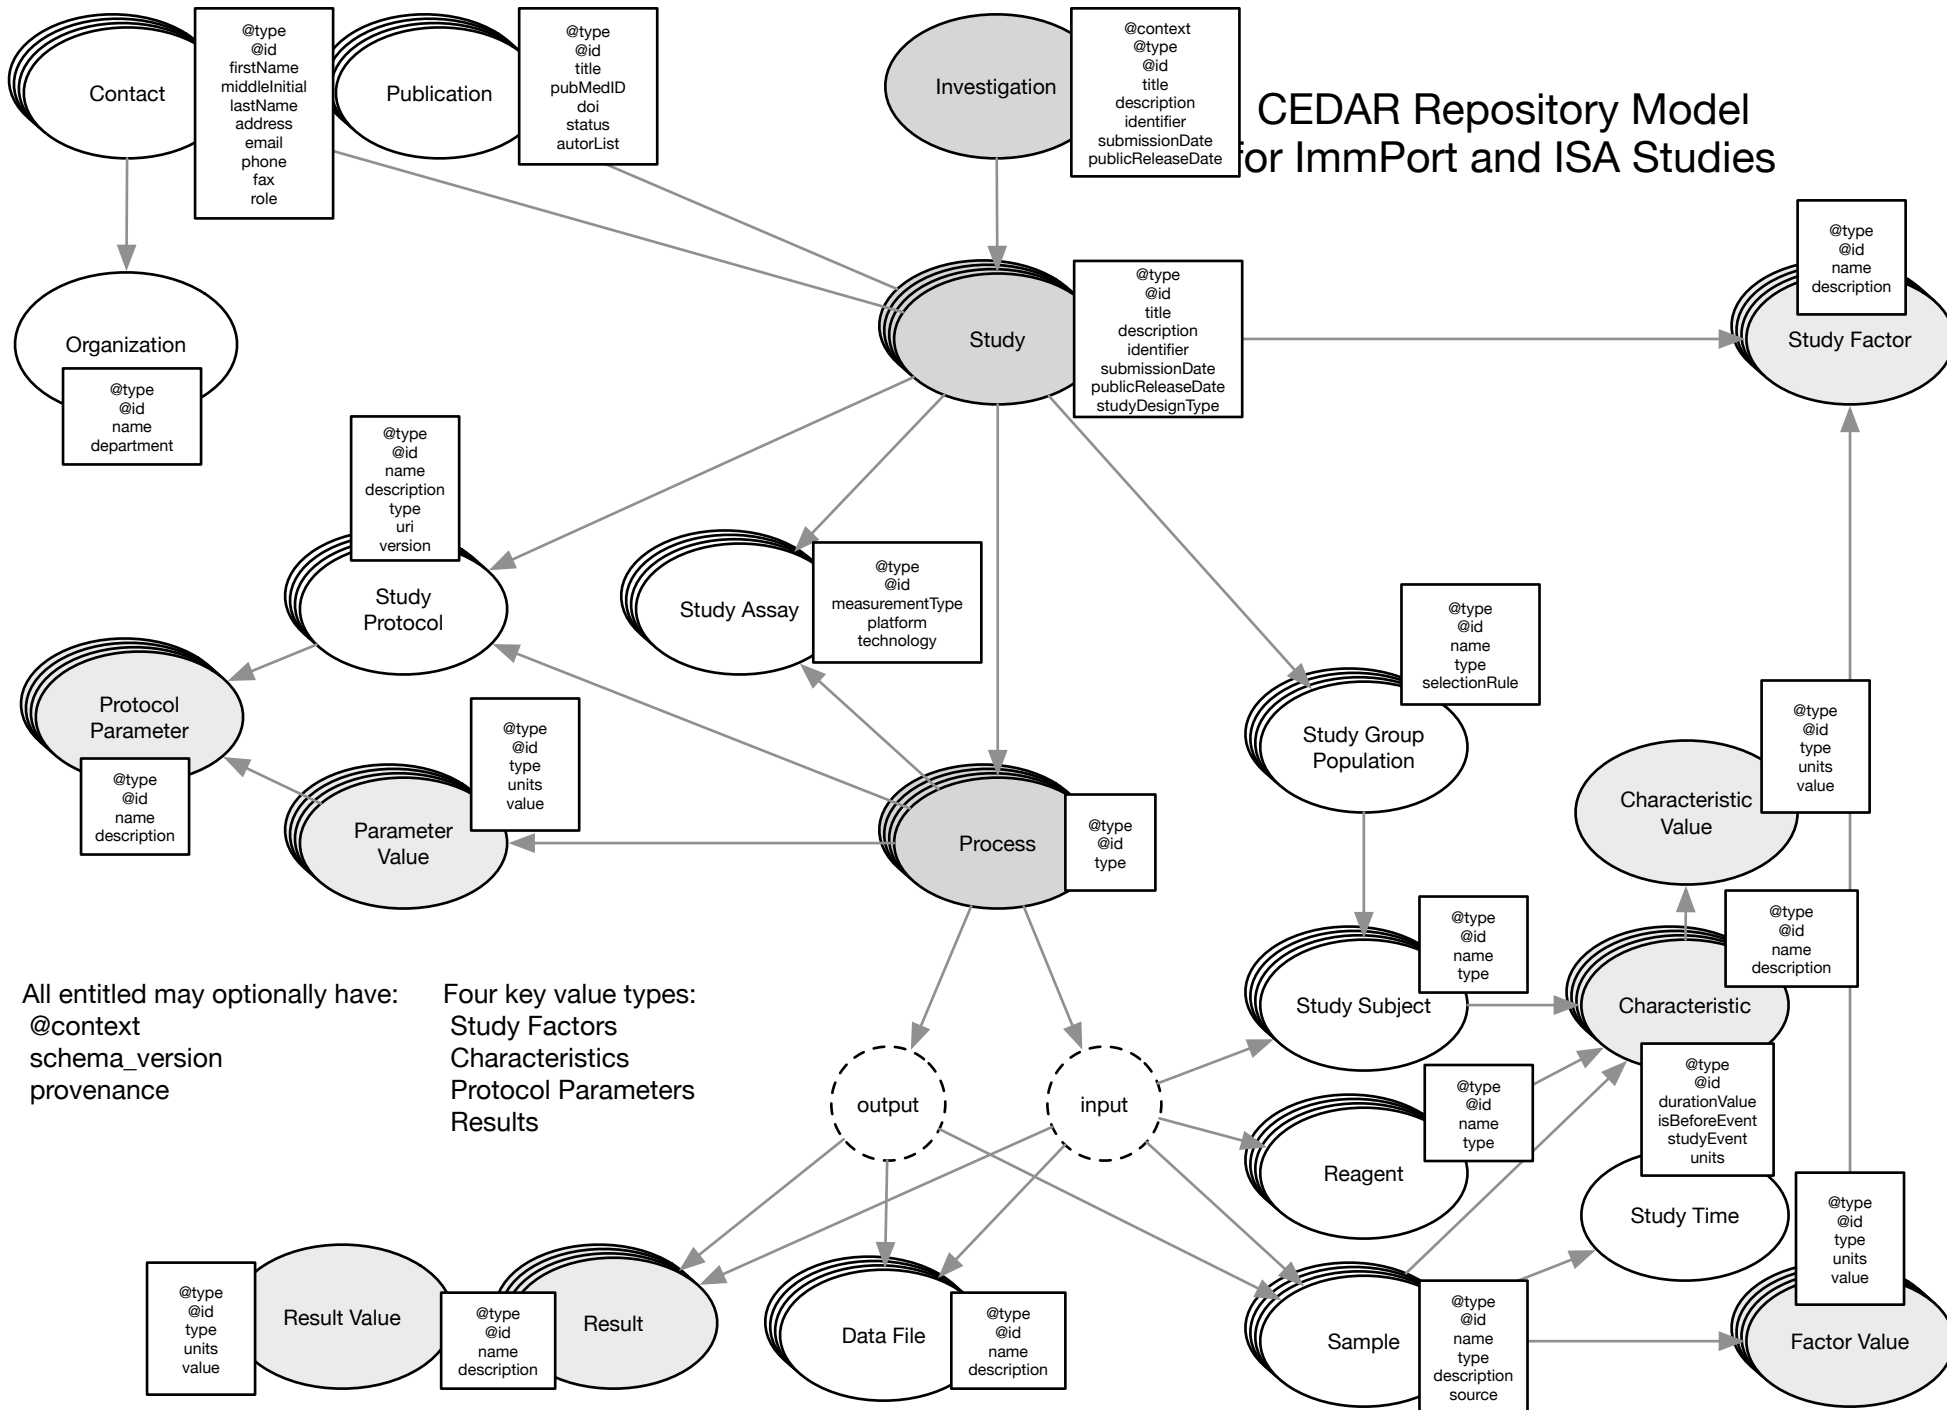 Contact
@type
@id
firstName
middleInitial
lastName
address
email
phone
fax
role
Publication
@type
@id
title
pubMedID
doi
status
autorList
Investigation
@context
@type
@id
title
description
identifier
submissionDate
publicReleaseDate
CEDAR Repository Model
for ImmPort and ISA Studies
Organization
@type
@id
name
department
Study
@type
@id
title
description
identifier
submissionDate
publicReleaseDate
studyDesignType
@type
@id
name
description
Study Factor
@type
@id
name
description
type
uri
version
Study
Protocol
Study Assay
@type
@id
measurementType
platform
technology
@type
@id
name
type
selectionRule
Study Group
Population
Protocol
Parameter
@type
@id
name
description
@type
@id
type
units
value
Parameter
Value
Process
@type
@id
type
@type
@id
type
units
value
Characteristic
Value
All entitled may optionally have:
@context
schema_version
provenance
Four key value types:
Study Factors
Characteristics
Protocol Parameters
Results
@type
@id
name
type
Study Subject
@type
@id
name
description
Characteristic
output
input
@type
@id
name
type
Reagent
@type
@id
durationValue
isBeforeEvent
studyEvent
units
Study Time
@type
@id
type
units
value
Result Value
@type
@id
name
description
Result
Data File
@type
@id
name
description
Sample
@type
@id
name
type
description
source
@type
@id
type
units
value
Factor Value